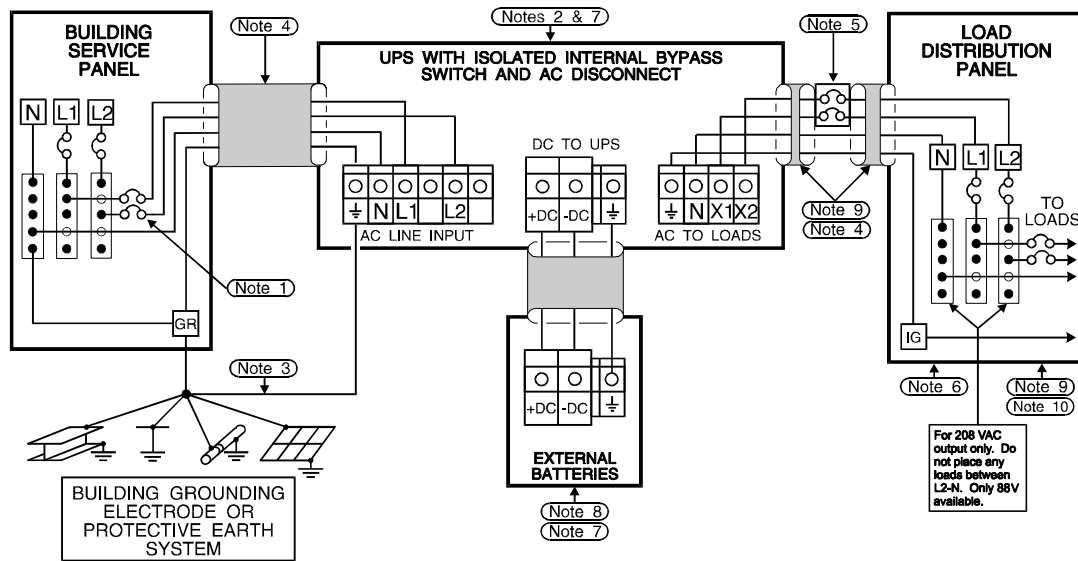 BUILDING
SERVICE
PANEL
N
L1
L2
Note 4
Note 1
GR
Note 3
BUILDING GROUNDING
ELECTRODE OR
PROTECTIVE EARTH
SYSTEM
Notes 2 & 7
UPS WITH ISOLATED INTERNAL BYPASS
SWITCH AND AC DISCONNECT
N
L1
L2
AC LINE INPUT
DC TO UPS
+DC
-DC
N
X1
X2
AC TO LOADS
+DC
-DC
EXTERNAL
BATTERIES
Note 8
Note 7
Note 5
Note 9
Note 4
LOAD
DISTRIBUTION
PANEL
N
L1
L2
TO
LOADS
IG
Note 6
Note 9
Note 10
For 208 VAC
output only. Do
not place any
loads between
L2-N. Only 88V
available.